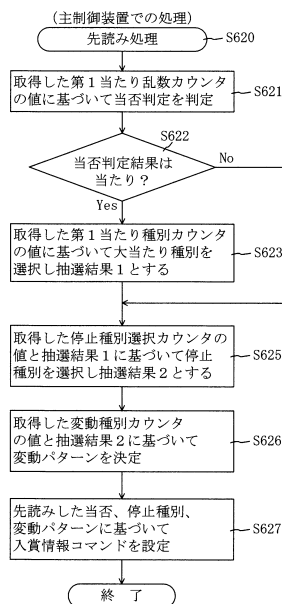 (主制御装置での処理)
先読み処理
S620
取得した第1当たり乱数カウンタ
の値に基づいて当否判定を判定
S621
S622
当否判定結果は
当たり?
No
Yes
取得した第1当たり種別カウンタ
の値に基づいて大当たり種別を
選択し抽選結果1とする
S623
取得した停止種別選択カウンタの
値と抽選結果1に基づいて停止
種別を選択し抽選結果2とする
S625
取得した変動種別カウンタ
の値と抽選結果2に基づいて
変動パターンを決定
S626
先読みした当否、停止種別、
変動パターンに基づいて
入賞情報コマンドを設定
S627
終 了